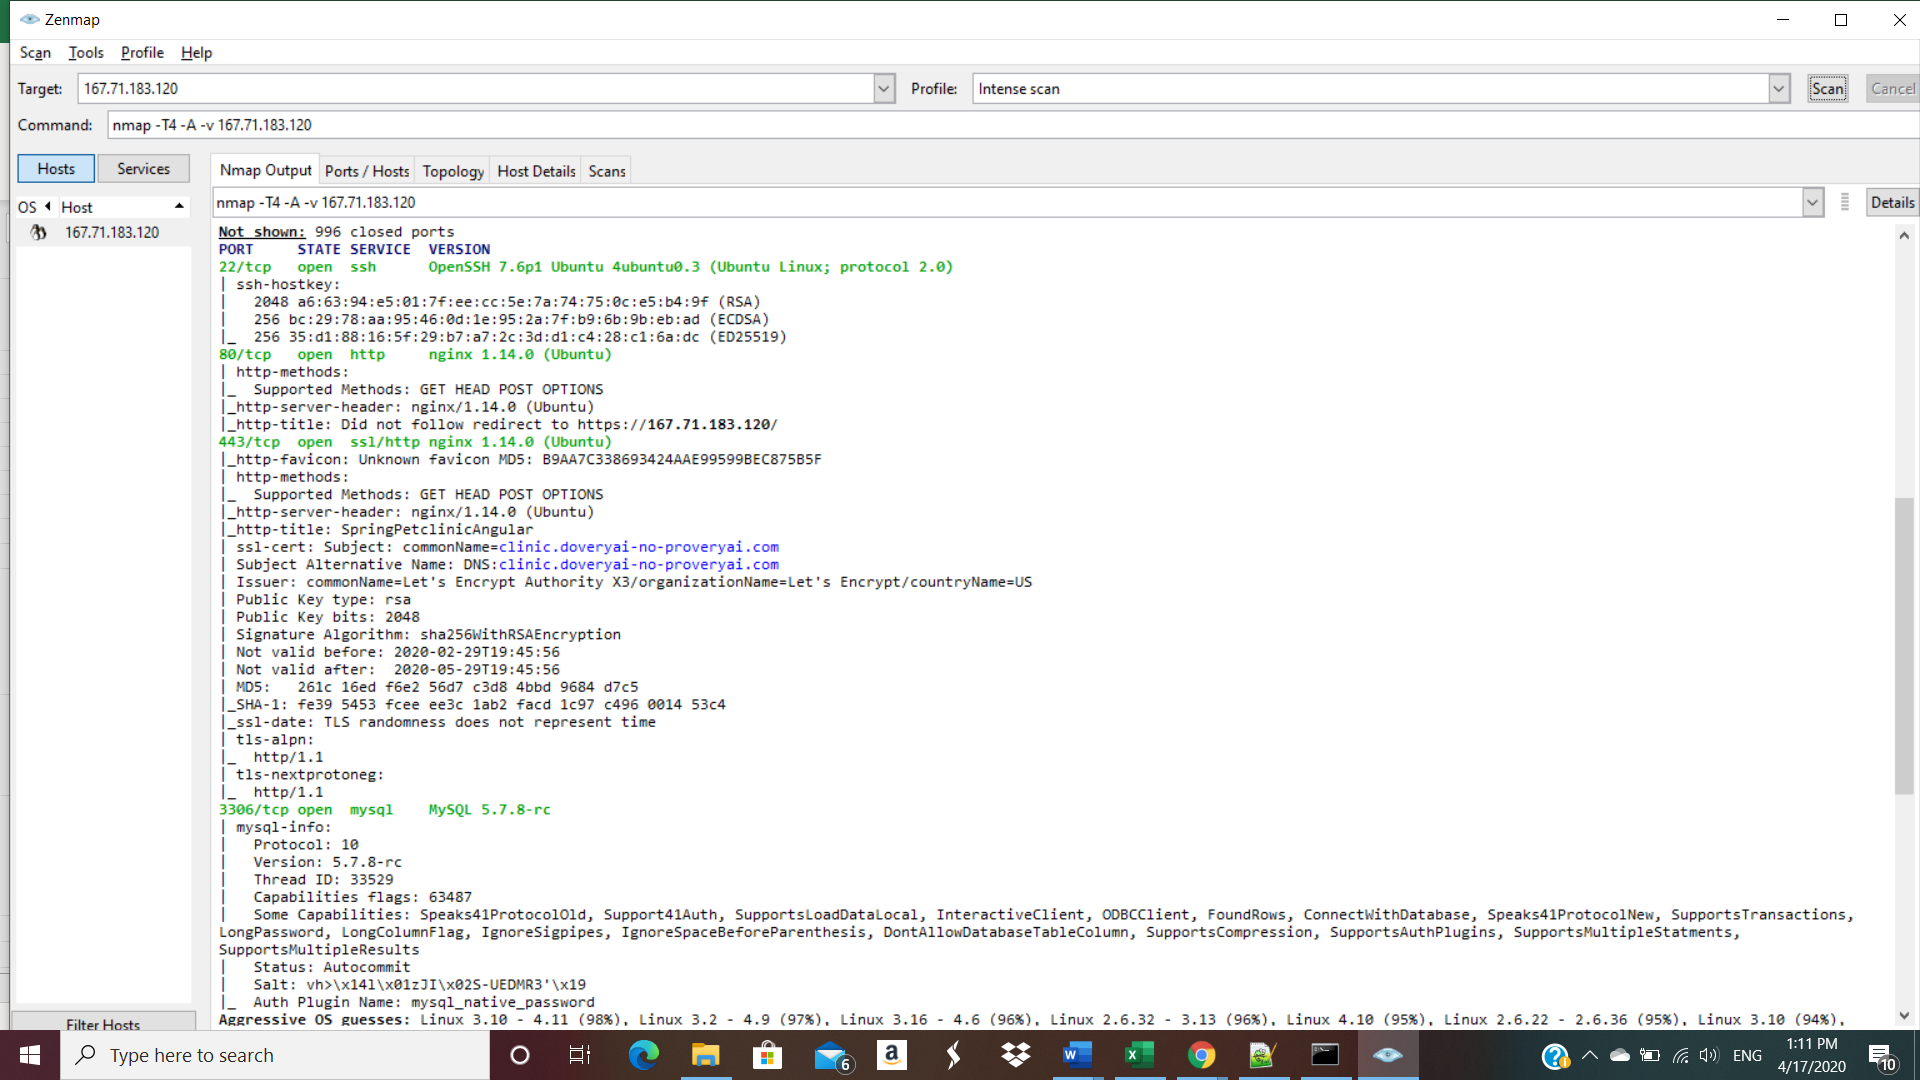 Zenmap
Scan Tools Profile Help
Target: 167.71.183.120 Profile: Intense scan Scan Cancel
Command: nmap -T4 -A -v 167.71.183.120
Hosts Services Nmap Output Ports / Hosts Topology Host Details Scans
OS Host nmap -T4 -A -v 167.71.183.120 Details
167.71.183.120
Not shown: 996 closed ports
PORT STATE SERVICE VERSION
22/tcp open ssh OpenSSH 7.6p1 Ubuntu 4ubuntu0.3 (Ubuntu Linux; protocol 2.0)
| ssh-hostkey:
| 2048 a6:63:94:e5:01:7f:ee:cc:5e:7a:74:75:0c:e5:b4:9f (RSA)
| 256 bc:29:78:aa:95:46:0d:1e:95:2a:7f:b9:6b:9b:eb:ad (ECDSA)
|_ 256 35:d1:88:16:5f:29:b7:a7:2c:3d:d1:c4:28:c1:6a:dc (ED25519)
80/tcp open http nginx 1.14.0 (Ubuntu)
| http-methods:
|_ Supported Methods: GET HEAD POST OPTIONS
|_http-server-header: nginx/1.14.0 (Ubuntu)
|_http-title: Did not follow redirect to https://167.71.183.120/
443/tcp open ssl/http nginx 1.14.0 (Ubuntu)
|_http-favicon: Unknown favicon MD5: B9AA7C338693424AAE99599BEC875B5F
| http-methods:
|_ Supported Methods: GET HEAD POST OPTIONS
|_http-server-header: nginx/1.14.0 (Ubuntu)
|_http-title: SpringPetclinicAngular
| ssl-cert: Subject: commonName=clinic.doveryai-no-proveryai.com
| Subject Alternative Name: DNS:clinic.doveryai-no-proveryai.com
| Issuer: commonName=Let's Encrypt Authority X3/organizationName=Let's Encrypt/countryName=US
| Public Key type: rsa
| Public Key bits: 2048
| Signature Algorithm: sha256WithRSAEncryption
| Not valid before: 2020-02-29T19:45:56
| Not valid after: 2020-05-29T19:45:56
| MD5: 261c 16ed f6e2 56d7 c3d8 4bbd 9684 d7c5
|_SHA-1: fe39 5453 fcee ee3c 1ab2 facd 1c97 c496 0014 53c4
|_ssl-date: TLS randomness does not represent time
| tls-alpn:
|_ http/1.1
| tls-nextprotoneg:
|_ http/1.1
3306/tcp open mysql MySQL 5.7.8-rc
| mysql-info:
| Protocol: 10
| Version: 5.7.8-rc
| Thread ID: 33529
| Capabilities flags: 63487
| Some Capabilities: Speaks41ProtocolOld, Support41Auth, SupportsLoadDataLocal, InteractiveClient, ODBCClient, FoundRows, ConnectWithDatabase, Speaks41ProtocolNew, SupportsTransactions,
LongPassword, LongColumnFlag, IgnoreSigpipes, IgnoreSpaceBeforeParenthesis, DontAllowDatabaseTableColumn, SupportsCompression, SupportsAuthPlugins, SupportsMultipleStatments,
SupportsMultipleResults
| Status: Autocommit
| Salt: vh>\x14l\x01zJI\x02S-UEDMR3'\x19
|_ Auth Plugin Name: mysql_native_password
Aggressive OS guesses: Linux 3.10 - 4.11 (98%), Linux 3.2 - 4.9 (97%), Linux 3.16 - 4.6 (96%), Linux 2.6.32 - 3.13 (96%), Linux 4.10 (95%), Linux 2.6.22 - 2.6.36 (95%), Linux 3.10 (94%),
Filter Hosts
Type here to search
6
ENG
1:11 PM
4/17/2020
10